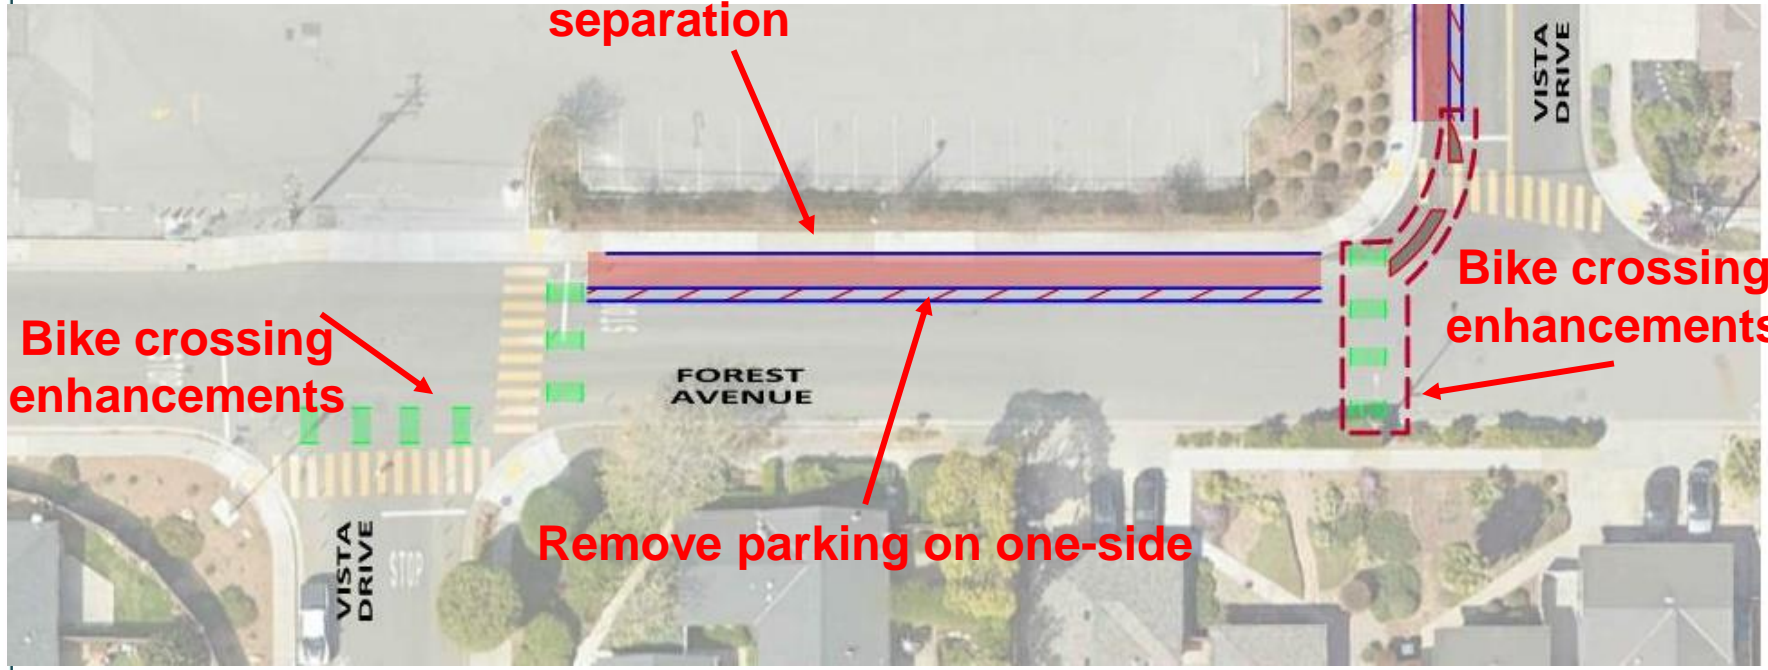 separation
VISTA
DRIVE
Bike crossing
enhancements
Bike crossing
enhancements
FOREST
AVENUE
Remove parking on one-side
VISTA
DRIVE
STOP